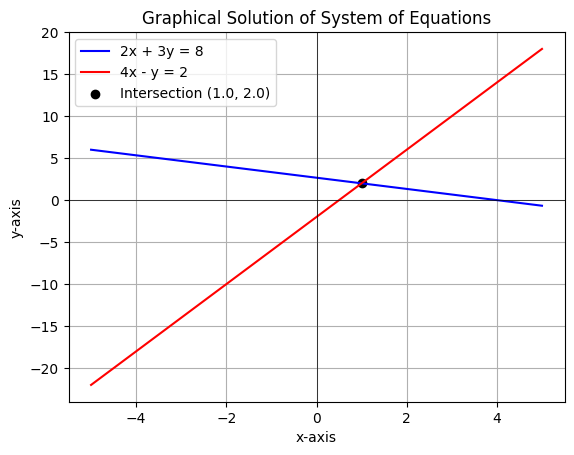 Graphical Solution of System of Equations
2x + 3y = 8
4x - y = 2
Intersection (1.0, 2.0)
20
15
10
5
0
−5
−10
−15
−20
y-axis
−4
−2
0
2
4
x-axis